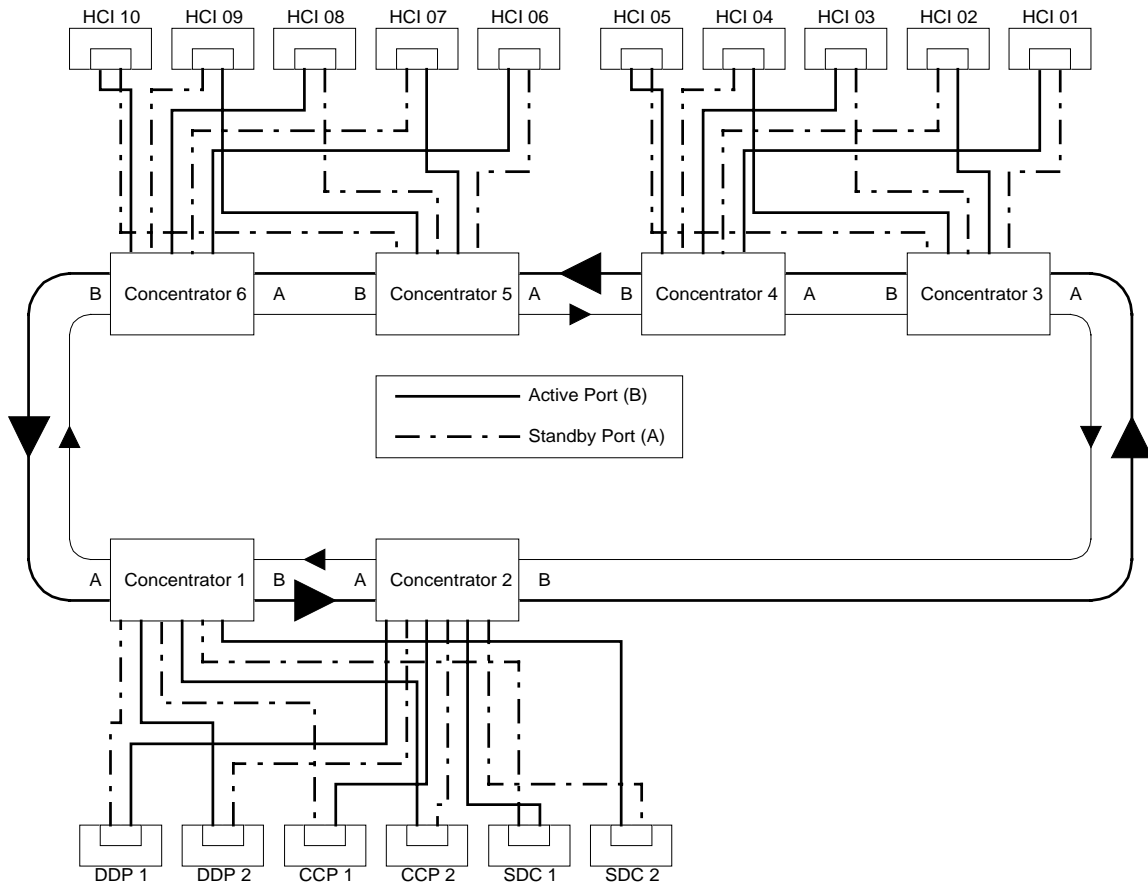 HCI 10 HCI 09 HCI 08 HCI 07 HCI 06 HCI 05 HCI 04 HCI 03 HCI 02 HCI 01
B Concentrator 6 A B Concentrator 5 A B Concentrator 4 A B Concentrator 3 A
Active Port (B)
Standby Port (A)
A Concentrator 1 B A Concentrator 2 B
DDP 1 DDP 2 CCP 1 CCP 2 SDC 1 SDC 2